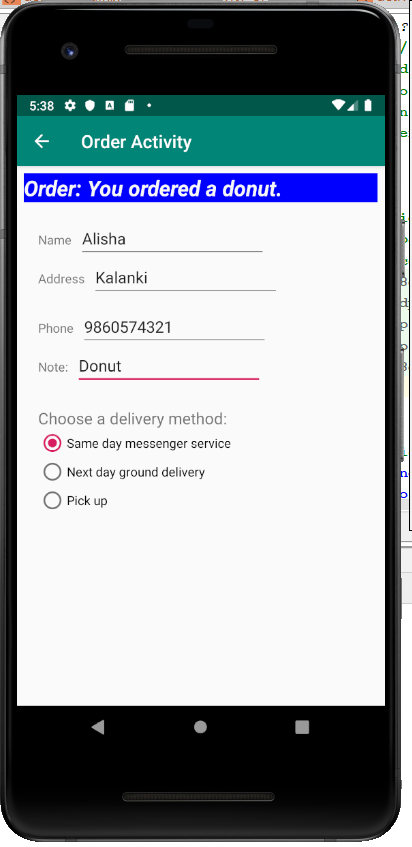 5:38
Order Activity
Order: You ordered a donut.
Name Alisha
Address Kalanki
Phone 9860574321
Note: Donut
Choose a delivery method:
Same day messenger service
Next day ground delivery
Pick up